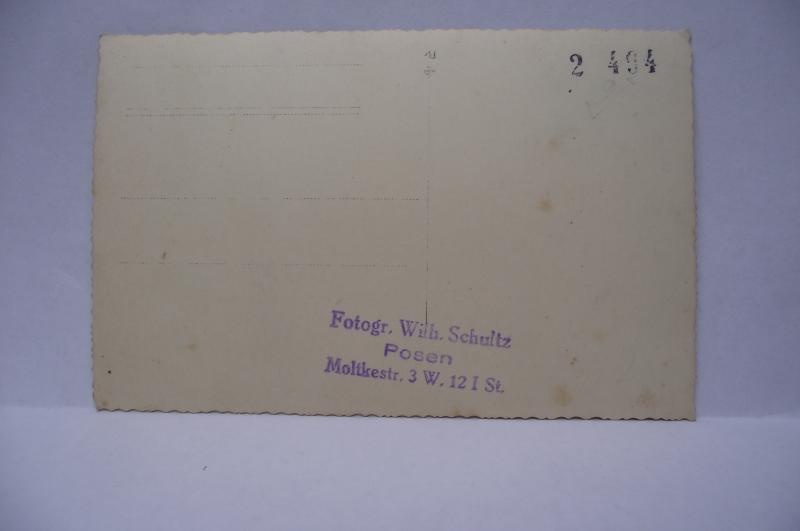 2 494
Fotogr. Wilh. Schultz
Posen
Moltkestr. 3 W. 12 I St.